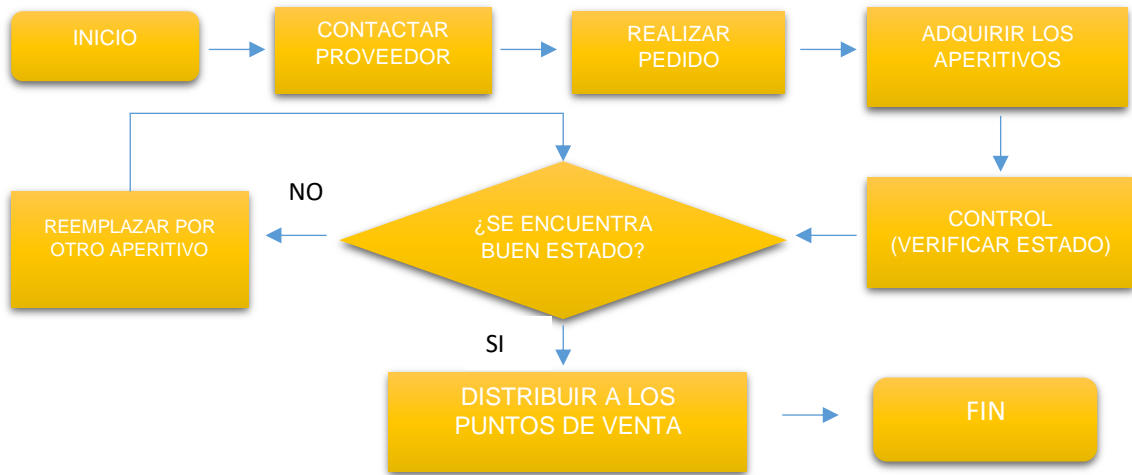 INICIO
CONTACTAR
PROVEEDOR
REALIZAR
PEDIDO
ADQUIRIR LOS
APERITIVOS
CONTROL
(VERIFICAR ESTADO)
¿SE ENCUENTRA
BUEN ESTADO?
NO
REEMPLAZAR POR
OTRO APERITIVO
SI
DISTRIBUIR A LOS
PUNTOS DE VENTA
FIN